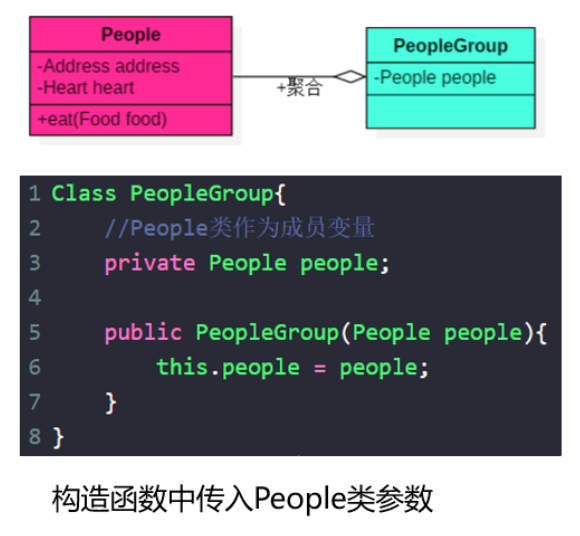 People
-Address address
-Heart heart
+eat(Food food)
+聚合
PeopleGroup
-People people
1 Class PeopleGroup{
2 //People类作为成员变量
3 private People people;
4
5 public PeopleGroup(People people){
6 this.people = people;
7 }
8 }
构造函数中传入People类参数